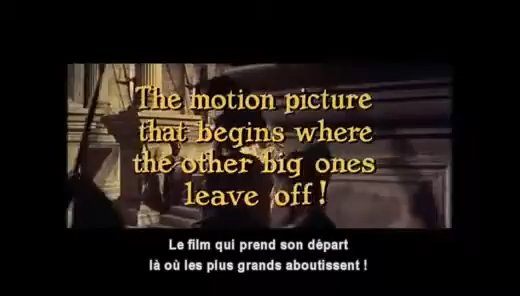 The motion picture
that begins where
the other big ones
leave off!
Le film qui prend son départ
là où les plus grands aboutissent !